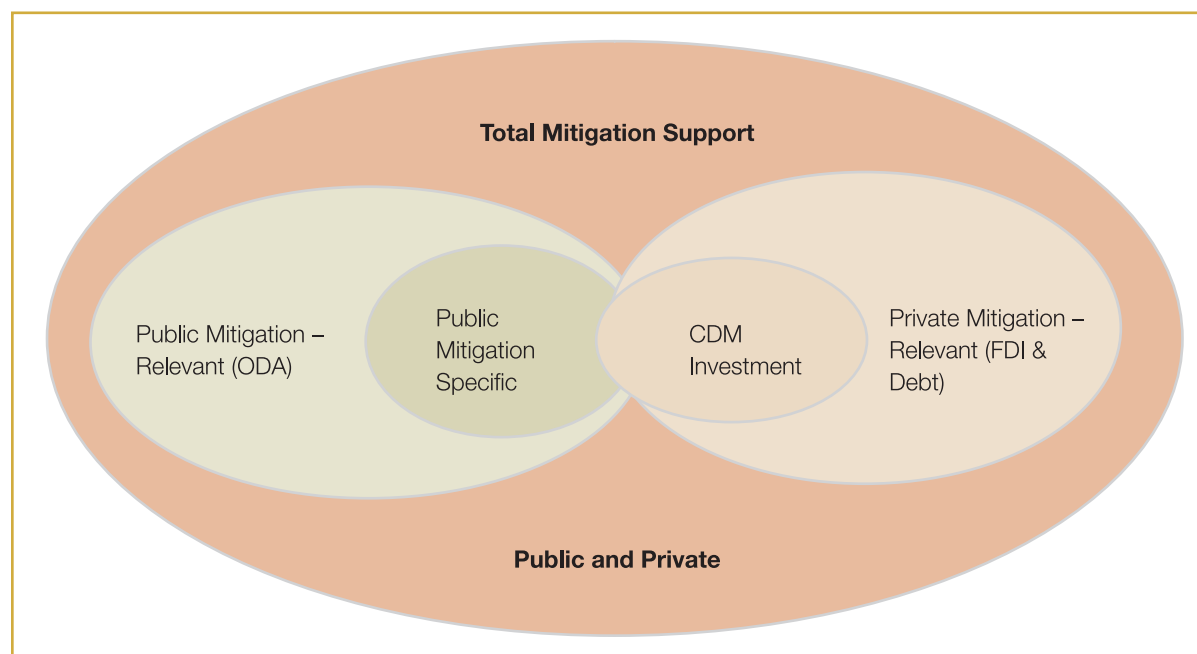 Total Mitigation Support
Public Mitigation –
Relevant (ODA)
Public
Mitigation
Specific
CDM
Investment
Private Mitigation –
Relevant (FDI &
Debt)
Public and Private